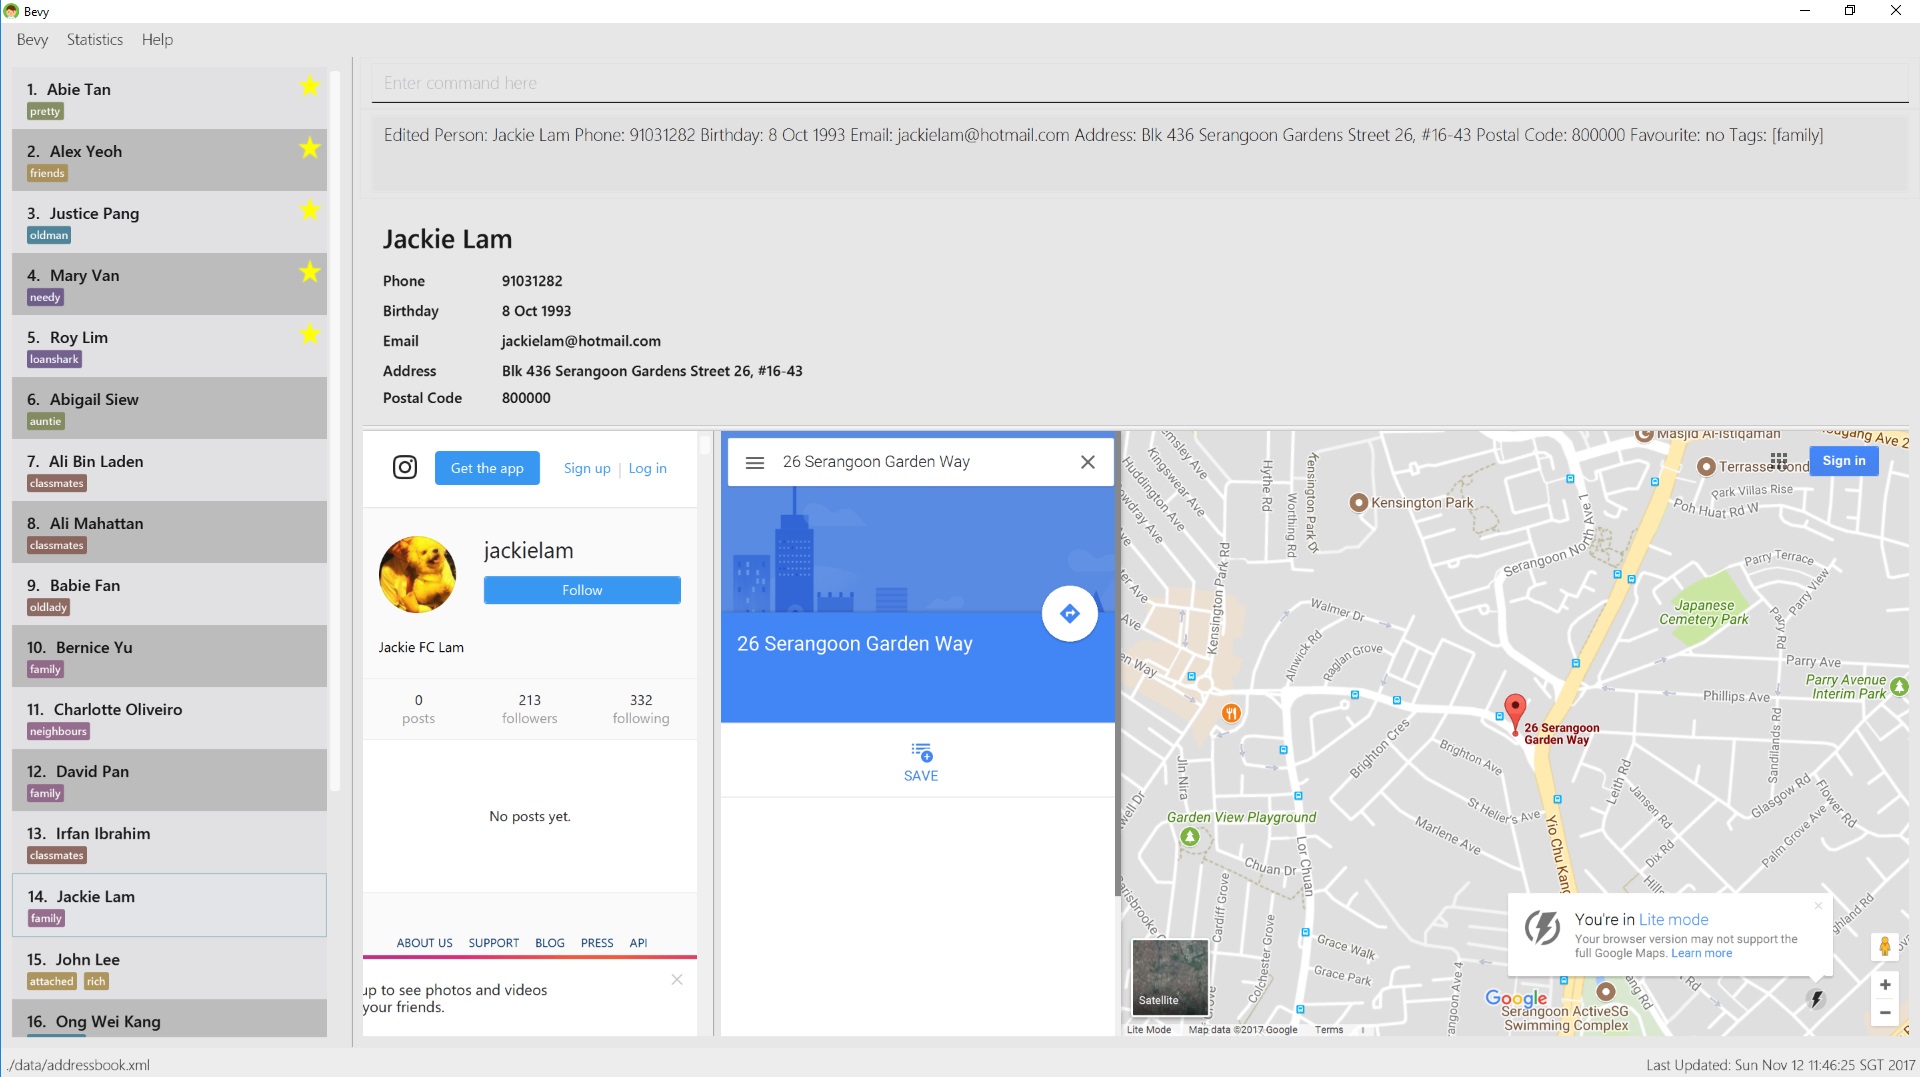 Bevy
Bevy Statistics Help
1. Abie Tan
pretty
2. Alex Yeoh
friends
3. Justice Pang
oldman
4. Mary Van
needy
5. Roy Lim
loanshark
6. Abigail Siew
auntie
7. Ali Bin Laden
classmates
8. Ali Mahattan
classmates
9. Babie Fan
oldlady
10. Bernice Yu
family
11. Charlotte Oliveiro
neighbours
12. David Pan
family
13. Irfan Ibrahim
classmates
14. Jackie Lam
family
15. John Lee
attached rich
16. Ong Wei Kang
Enter command here
Edited Person: Jackie Lam Phone: 91031282 Birthday: 8 Oct 1993 Email: jackielam@hotmail.com Address: Blk 436 Serangoon Gardens Street 26, #16-43 Postal Code: 800000 Favourite: no Tags: [family]
Jackie Lam
Phone 91031282
Birthday 8 Oct 1993
Email jackielam@hotmail.com
Address Blk 436 Serangoon Gardens Street 26, #16-43
Postal Code 800000
Get the app Sign up | Log in
jackielam
Follow
Jackie FC Lam
0 213 332
posts followers following
No posts yet.
ABOUT US SUPPORT BLOG PRESS API
up to see photos and videos
your friends.
26 Serangoon Garden Way
26 Serangoon Garden Way
SAVE
Masjid Al-Istiqamah
Sign in
Kensington Park
Park Villas Rise
Poh Huat Rd W
Huddington Ave
Kingswear Ave
Hythe Rd
Worthing Rd
Kensington Park Dr
Serangoon North Ave 1
Parry Terrace
Parry View
Parry Rd
Japanese
Cemetery Park
Kensington Park Rd
Walmer Dr
Alnwick Rd
Raglan Grove
Parry Ave
Parry Avenue
Interim Park
Phillips Ave
26 Serangoon
Garden Way
Brighton Cres
Brighton Ave
Sandilands Rd
Jln Nira
Leith Rd
Jansen Rd
Glasgow Rd
Flower Rd
Palm Grove Ave
St Helier's Ave
Marlene Ave
Garden View Playground
Yio Chu Kang
Dix Rd
Chuan Dr
Lor Chuan
Cardiff Grove
Colchester Grove
Grace Walk
Grace Park
You're in Lite mode
Your browser version may not support the
full Google Maps. Learn more
Satellite
Google
Serangoon ActiveSG
Swimming Complex
Lite Mode Map data ©2017 Google Terms
./data/addressbook.xml
Last Updated: Sun Nov 12 11:46:25 SGT 2017